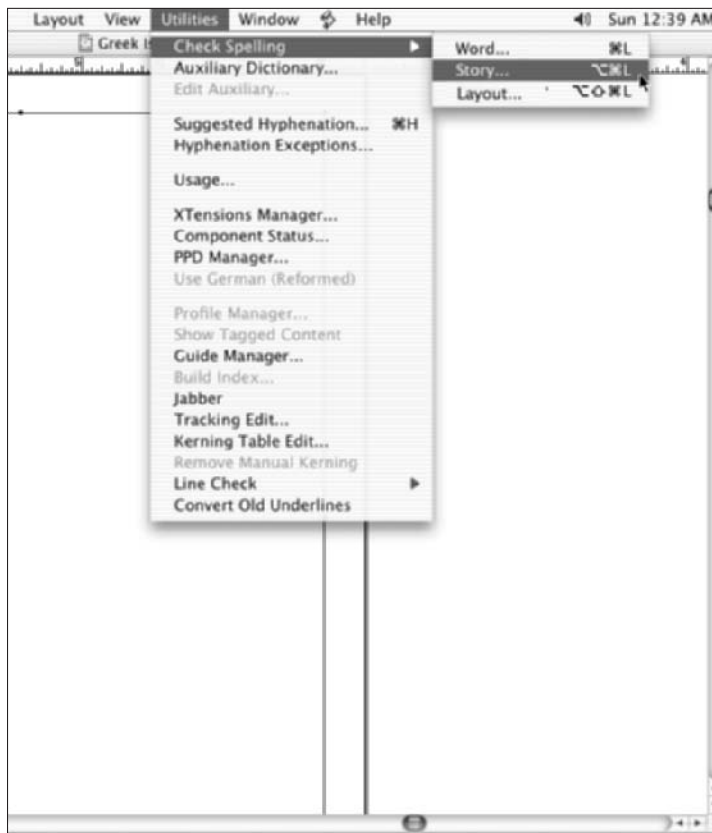 Layout View Utilities Window Help Sun 12:39 AM
Greek Is
Check Spelling
Word... ⌘L
Auxiliary Dictionary...
Story... ⌥⌘L
Edit Auxiliary...
Layout... ⌥⇧⌘L
Suggested Hyphenation... ⌘H
Hyphenation Exceptions...
Usage...
XTensions Manager...
Component Status...
PPD Manager...
Use German (Reformed)
Profile Manager...
Show Tagged Content
Guide Manager...
Build Index...
Jabber
Tracking Edit...
Kerning Table Edit...
Remove Manual Kerning
Line Check
Convert Old Underlines